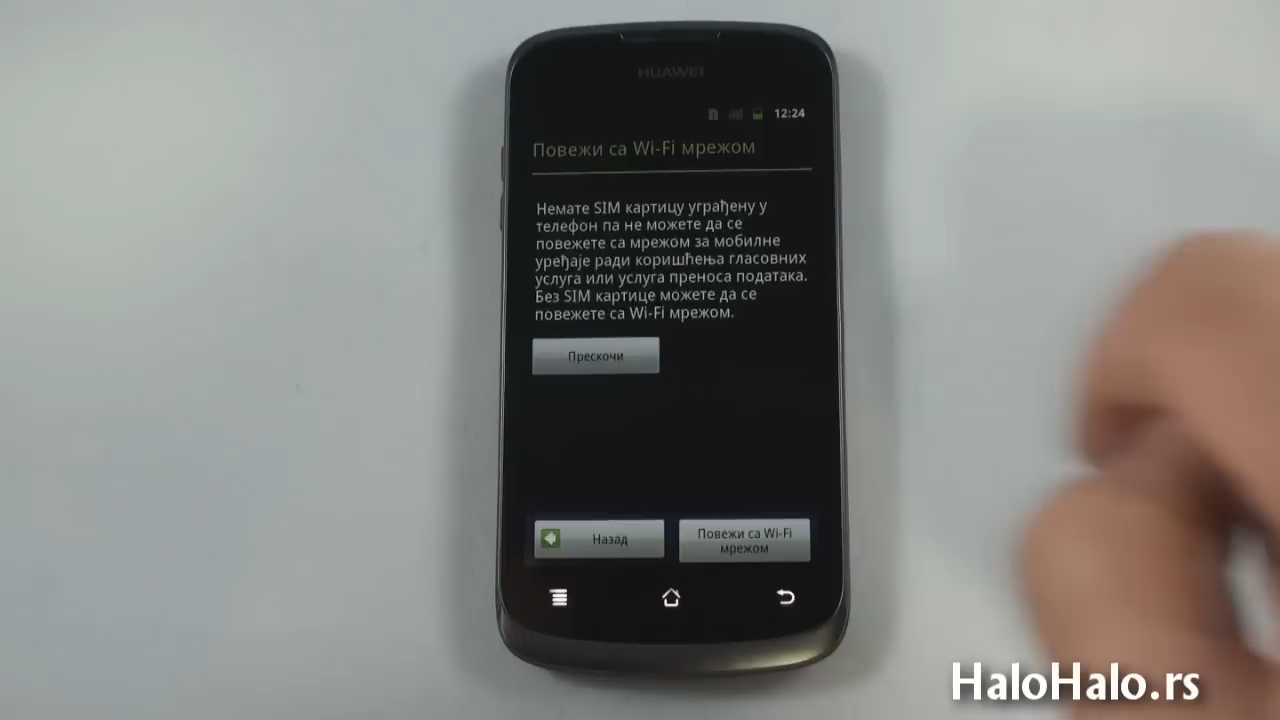 HUAWEI
12:24
Повежи са Wi-Fi мрежом
Немате SIM картицу уграђену у
телефон па не можете да се
повежете са мрежом за мобилне
уређаје ради коришћења гласовних
услуга или услуга преноса података.
Без SIM картице можете да се
повежете са Wi-Fi мрежом.
Прескочи
Назад
Повежи са Wi-Fi
мрежом
HaloHalo.rs